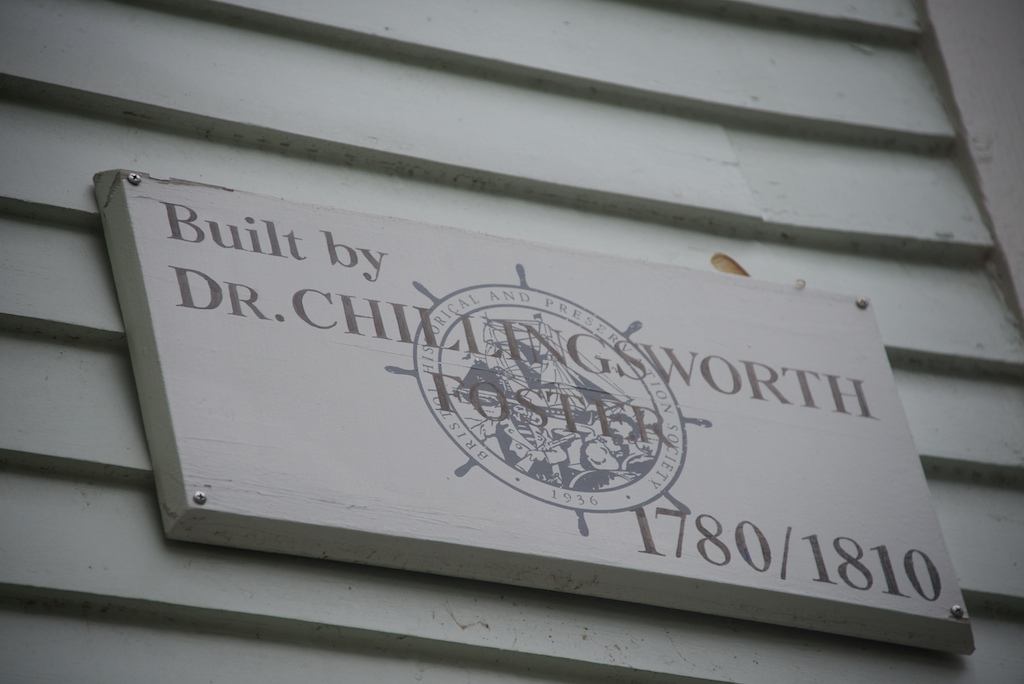 Built by
DR. CHILLINGSWORTH
FOSTER
BRISTOL HISTORICAL AND PRESERVATION SOCIETY
· 1936 ·
1780/1810